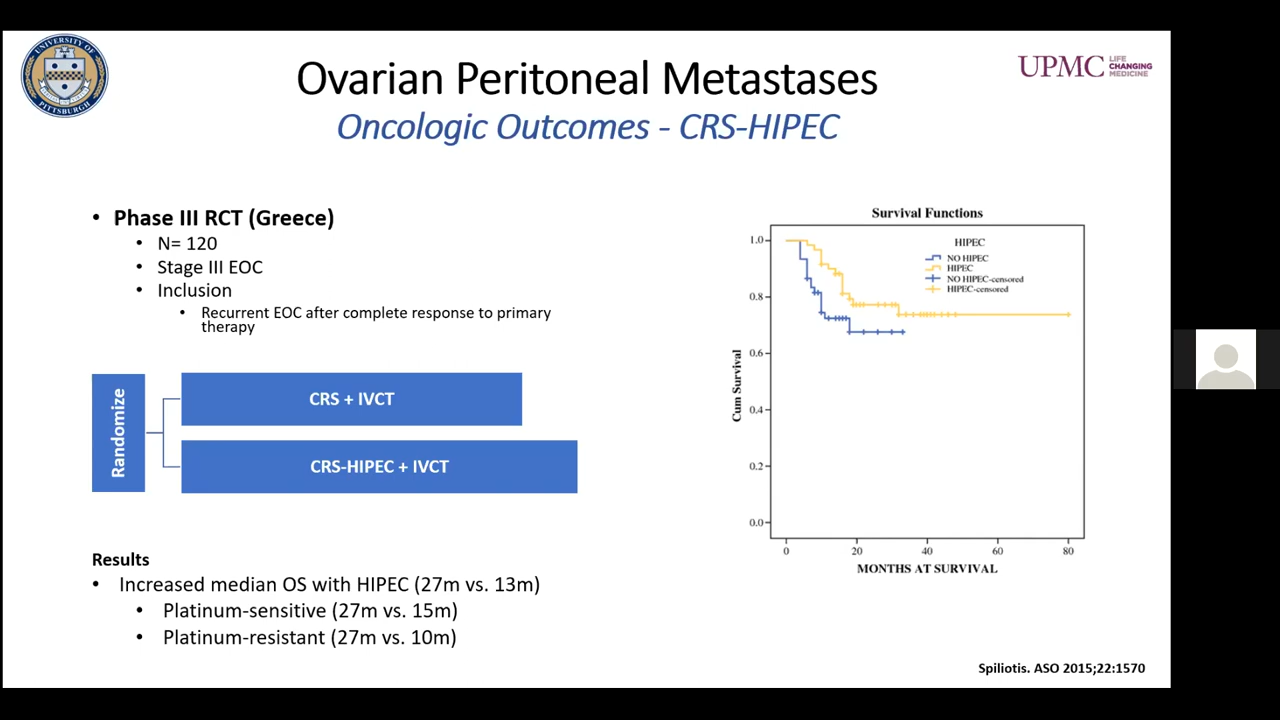 UNIVERSITY OF
PITTSBURGH
Ovarian Peritoneal Metastases
Oncologic Outcomes - CRS-HIPEC
UPMC LIFE
CHANGING
MEDICINE
• Phase III RCT (Greece)
• N= 120
• Stage III EOC
• Inclusion
• Recurrent EOC after complete response to primary
therapy
Randomize
CRS + IVCT
CRS-HIPEC + IVCT
Results
• Increased median OS with HIPEC (27m vs. 13m)
• Platinum-sensitive (27m vs. 15m)
• Platinum-resistant (27m vs. 10m)
Survival Functions
HIPEC
NO HIPEC
HIPEC
NO HIPEC-censored
HIPEC-censored
Cum Survival
1.0
0.8
0.6
0.4
0.2
0.0
0 20 40 60 80
MONTHS AT SURVIVAL
Spiliotis. ASO 2015;22:1570